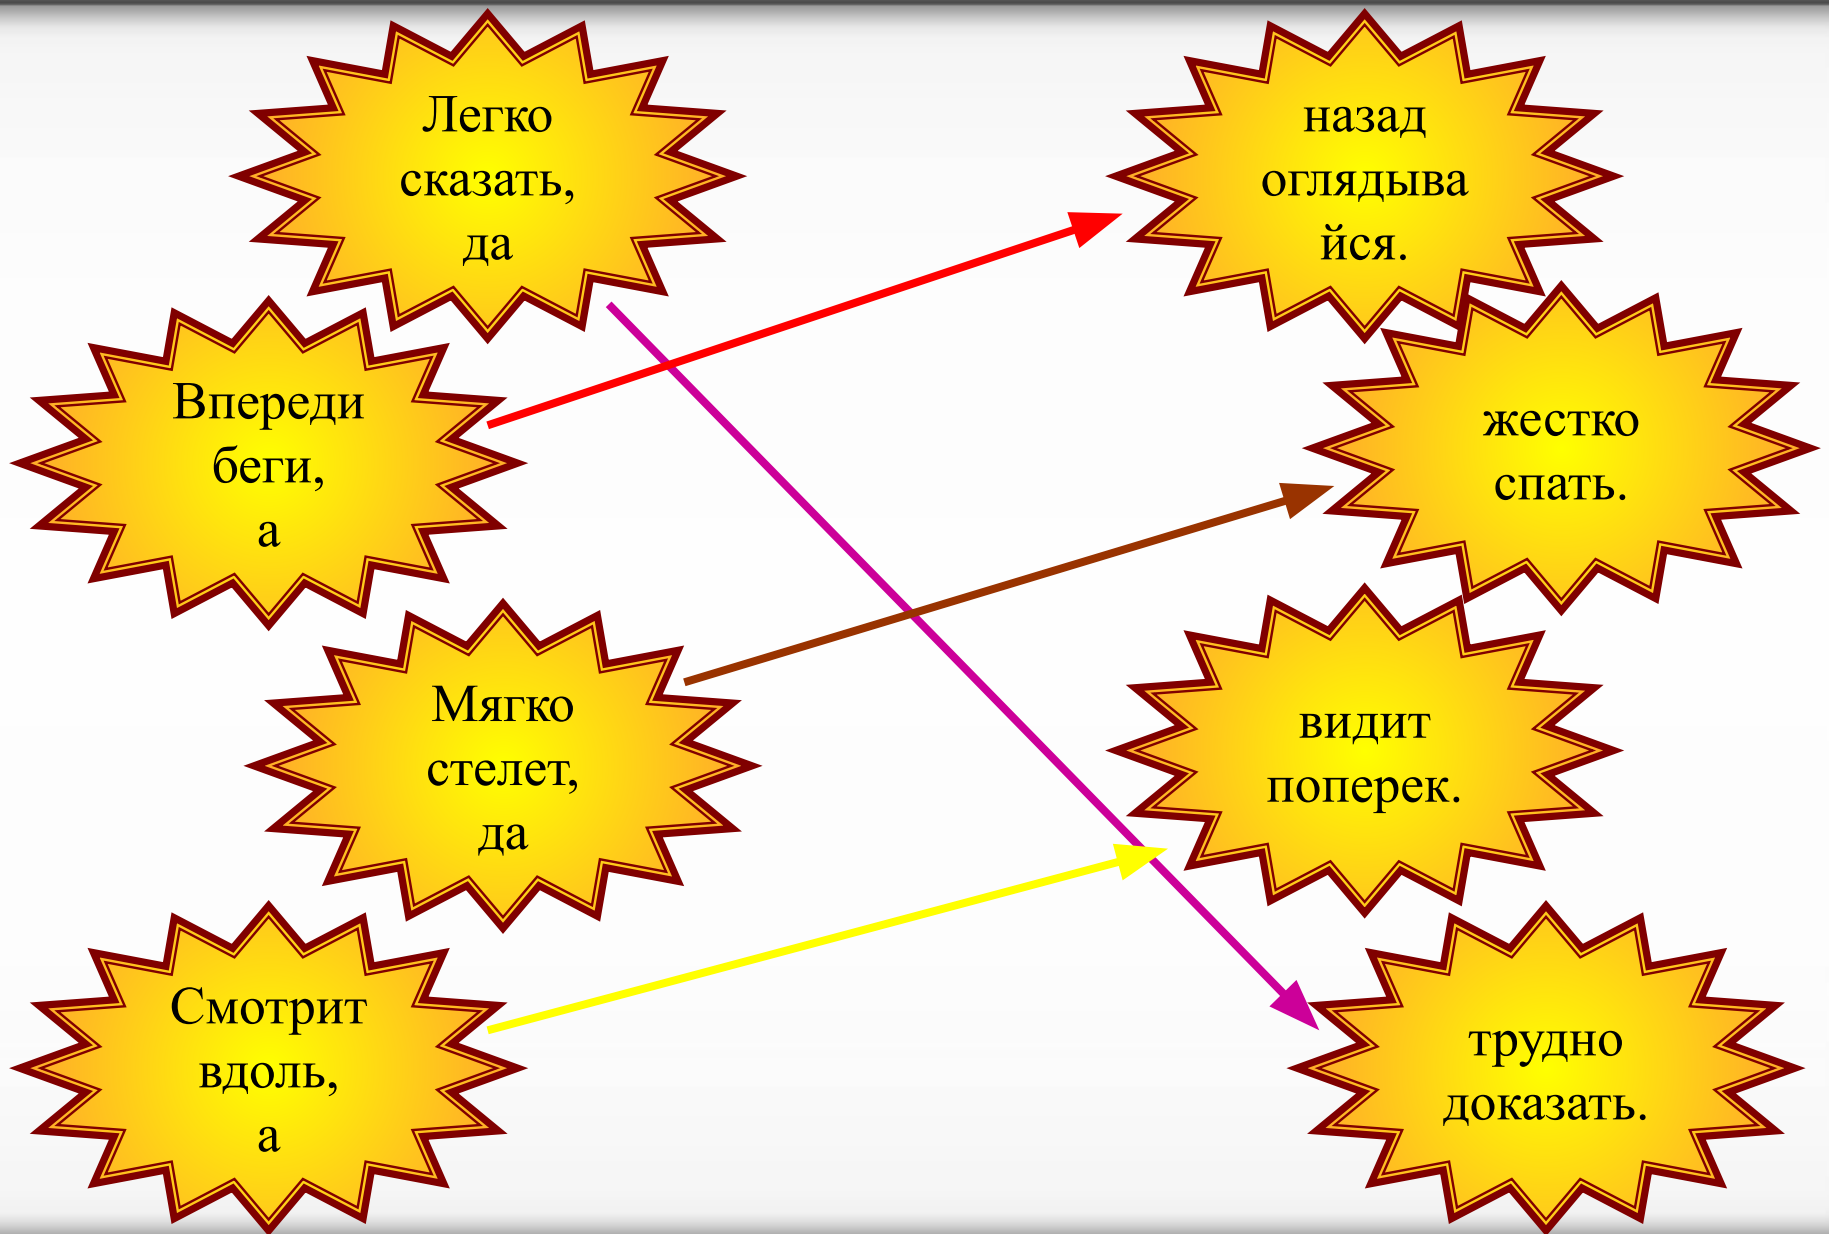 Легко
сказать,
да
Впереди
беги,
а
Мягко
стелет,
да
Смотрит
вдоль,
а
назад
оглядыва
йся.
жестко
спать.
видит
поперек.
трудно
доказать.